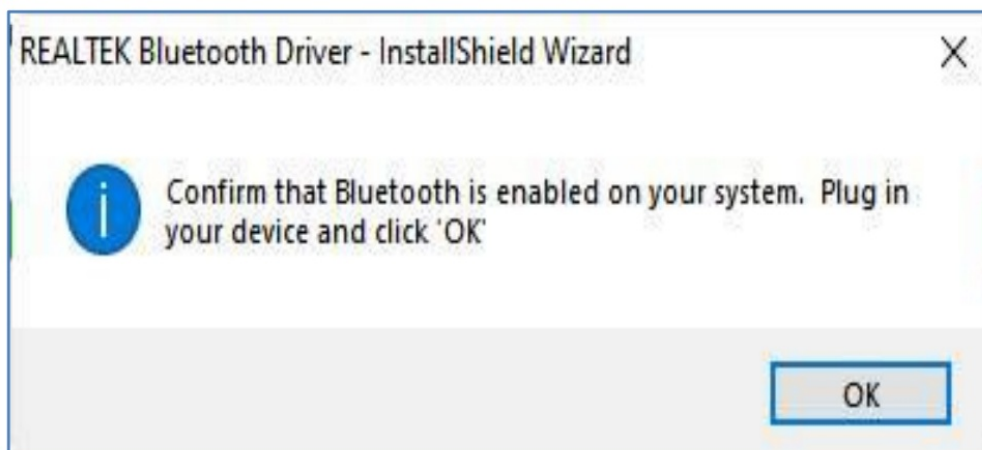 REALTEK Bluetooth Driver - InstallShield Wizard
Confirm that Bluetooth is enabled on your system.  Plug in
your device and click 'OK'
OK